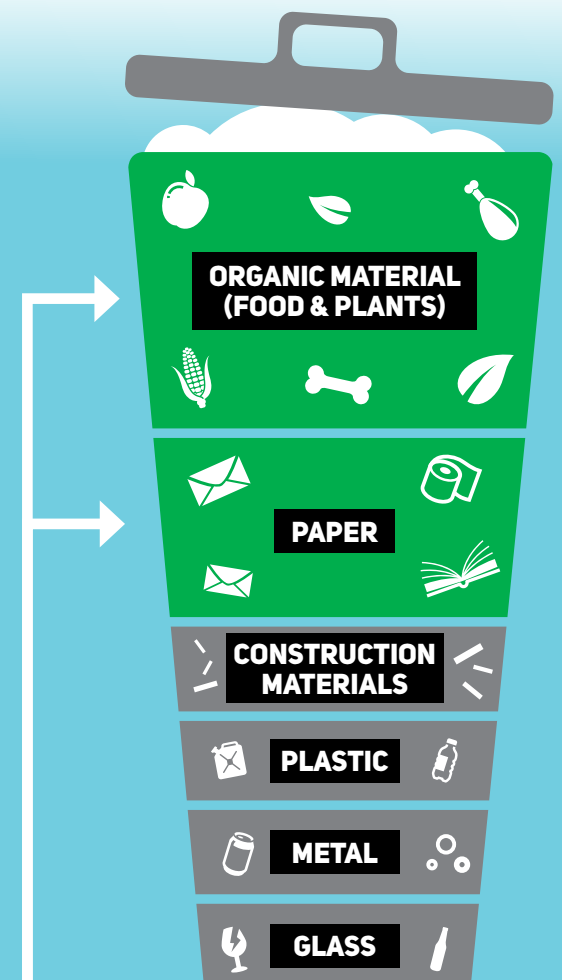 ORGANIC MATERIAL
(FOOD & PLANTS)
PAPER
CONSTRUCTION
MATERIALS
PLASTIC
METAL
GLASS